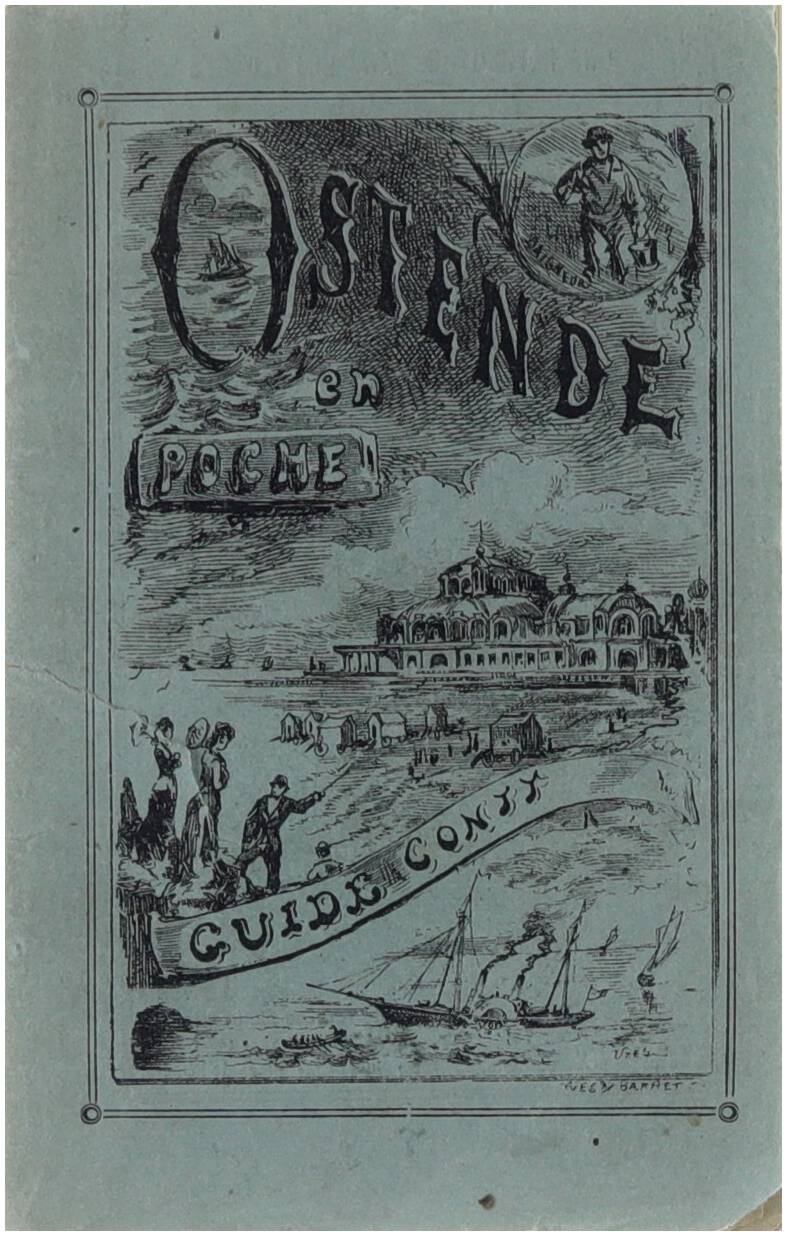 OSTENDE
en
POCHE
GUIDE CONTY